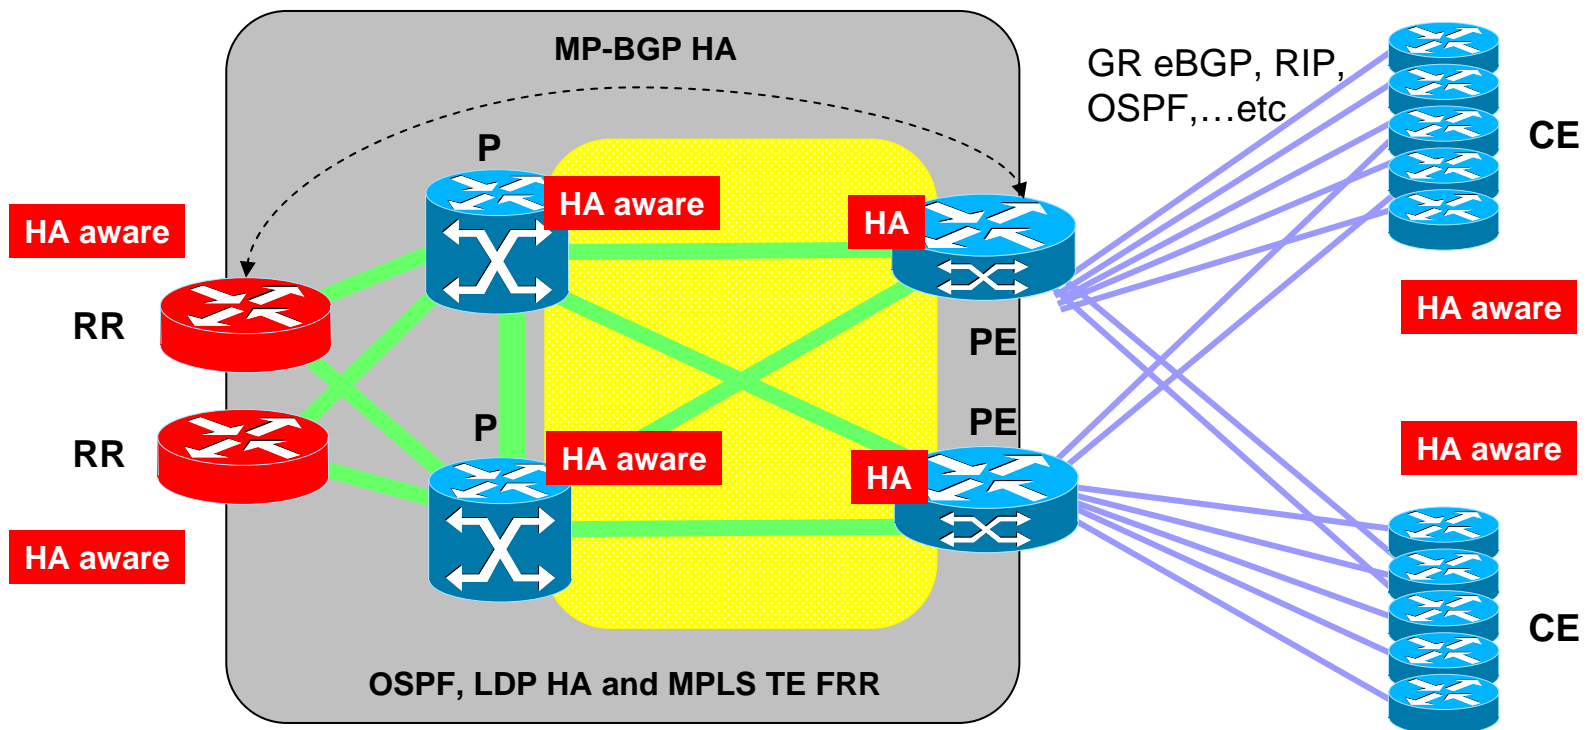 MP-BGP HA
GR eBGP, RIP,
OSPF,…etc
P
CE
HA aware
HA aware
HA
RR
PE
HA aware
P
PE
HA aware
RR
HA aware
HA
HA aware
CE
OSPF, LDP HA and MPLS TE FRR